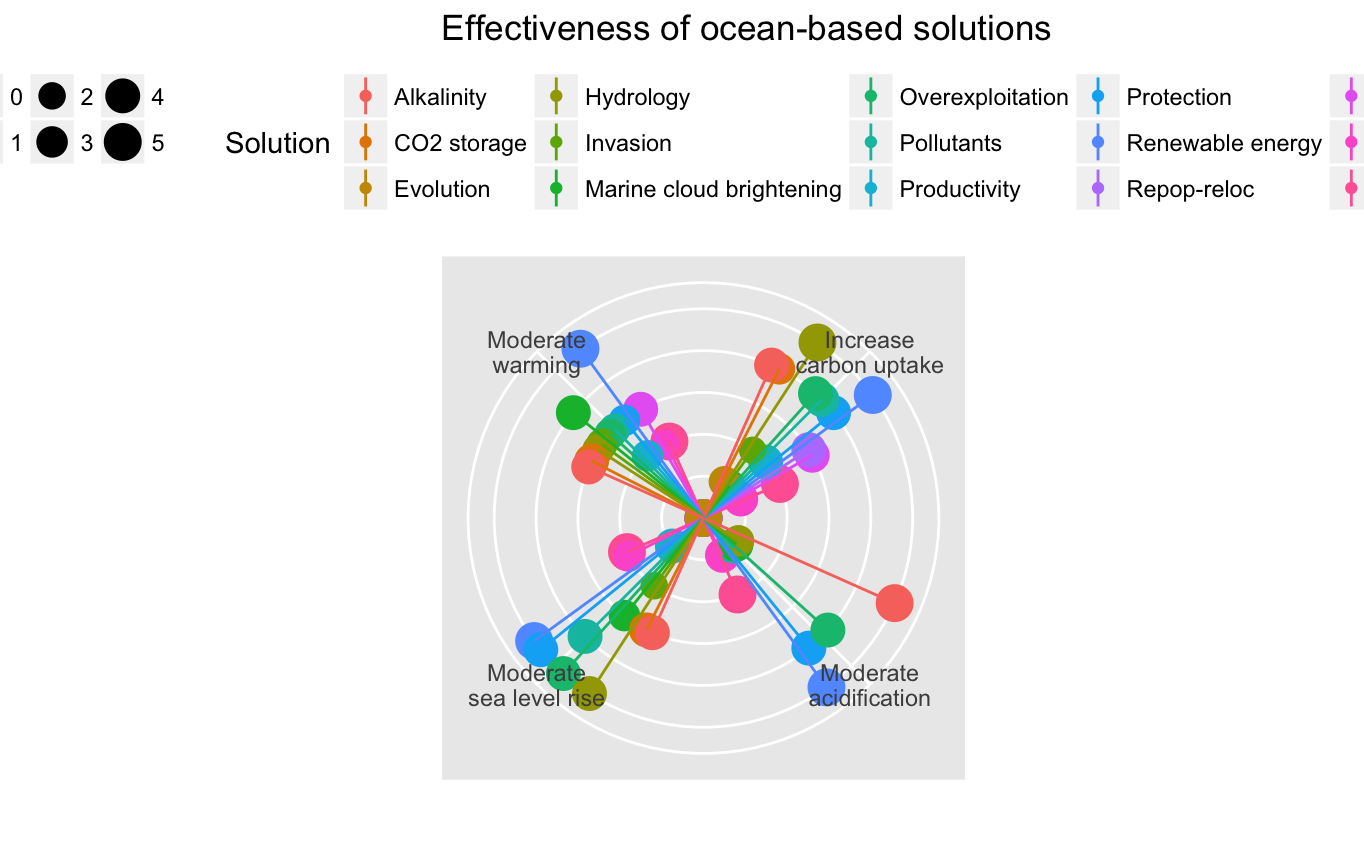 Effectiveness of ocean-based solutions
0 2 4 Alkalinity Hydrology Overexploitation Protection
1 3 5 Solution CO2 storage Invasion Pollutants Renewable energy
Evolution Marine cloud brightening Productivity Repop-reloc
Moderate
warming
Increase
carbon uptake
Moderate
sea level rise
Moderate
acidification